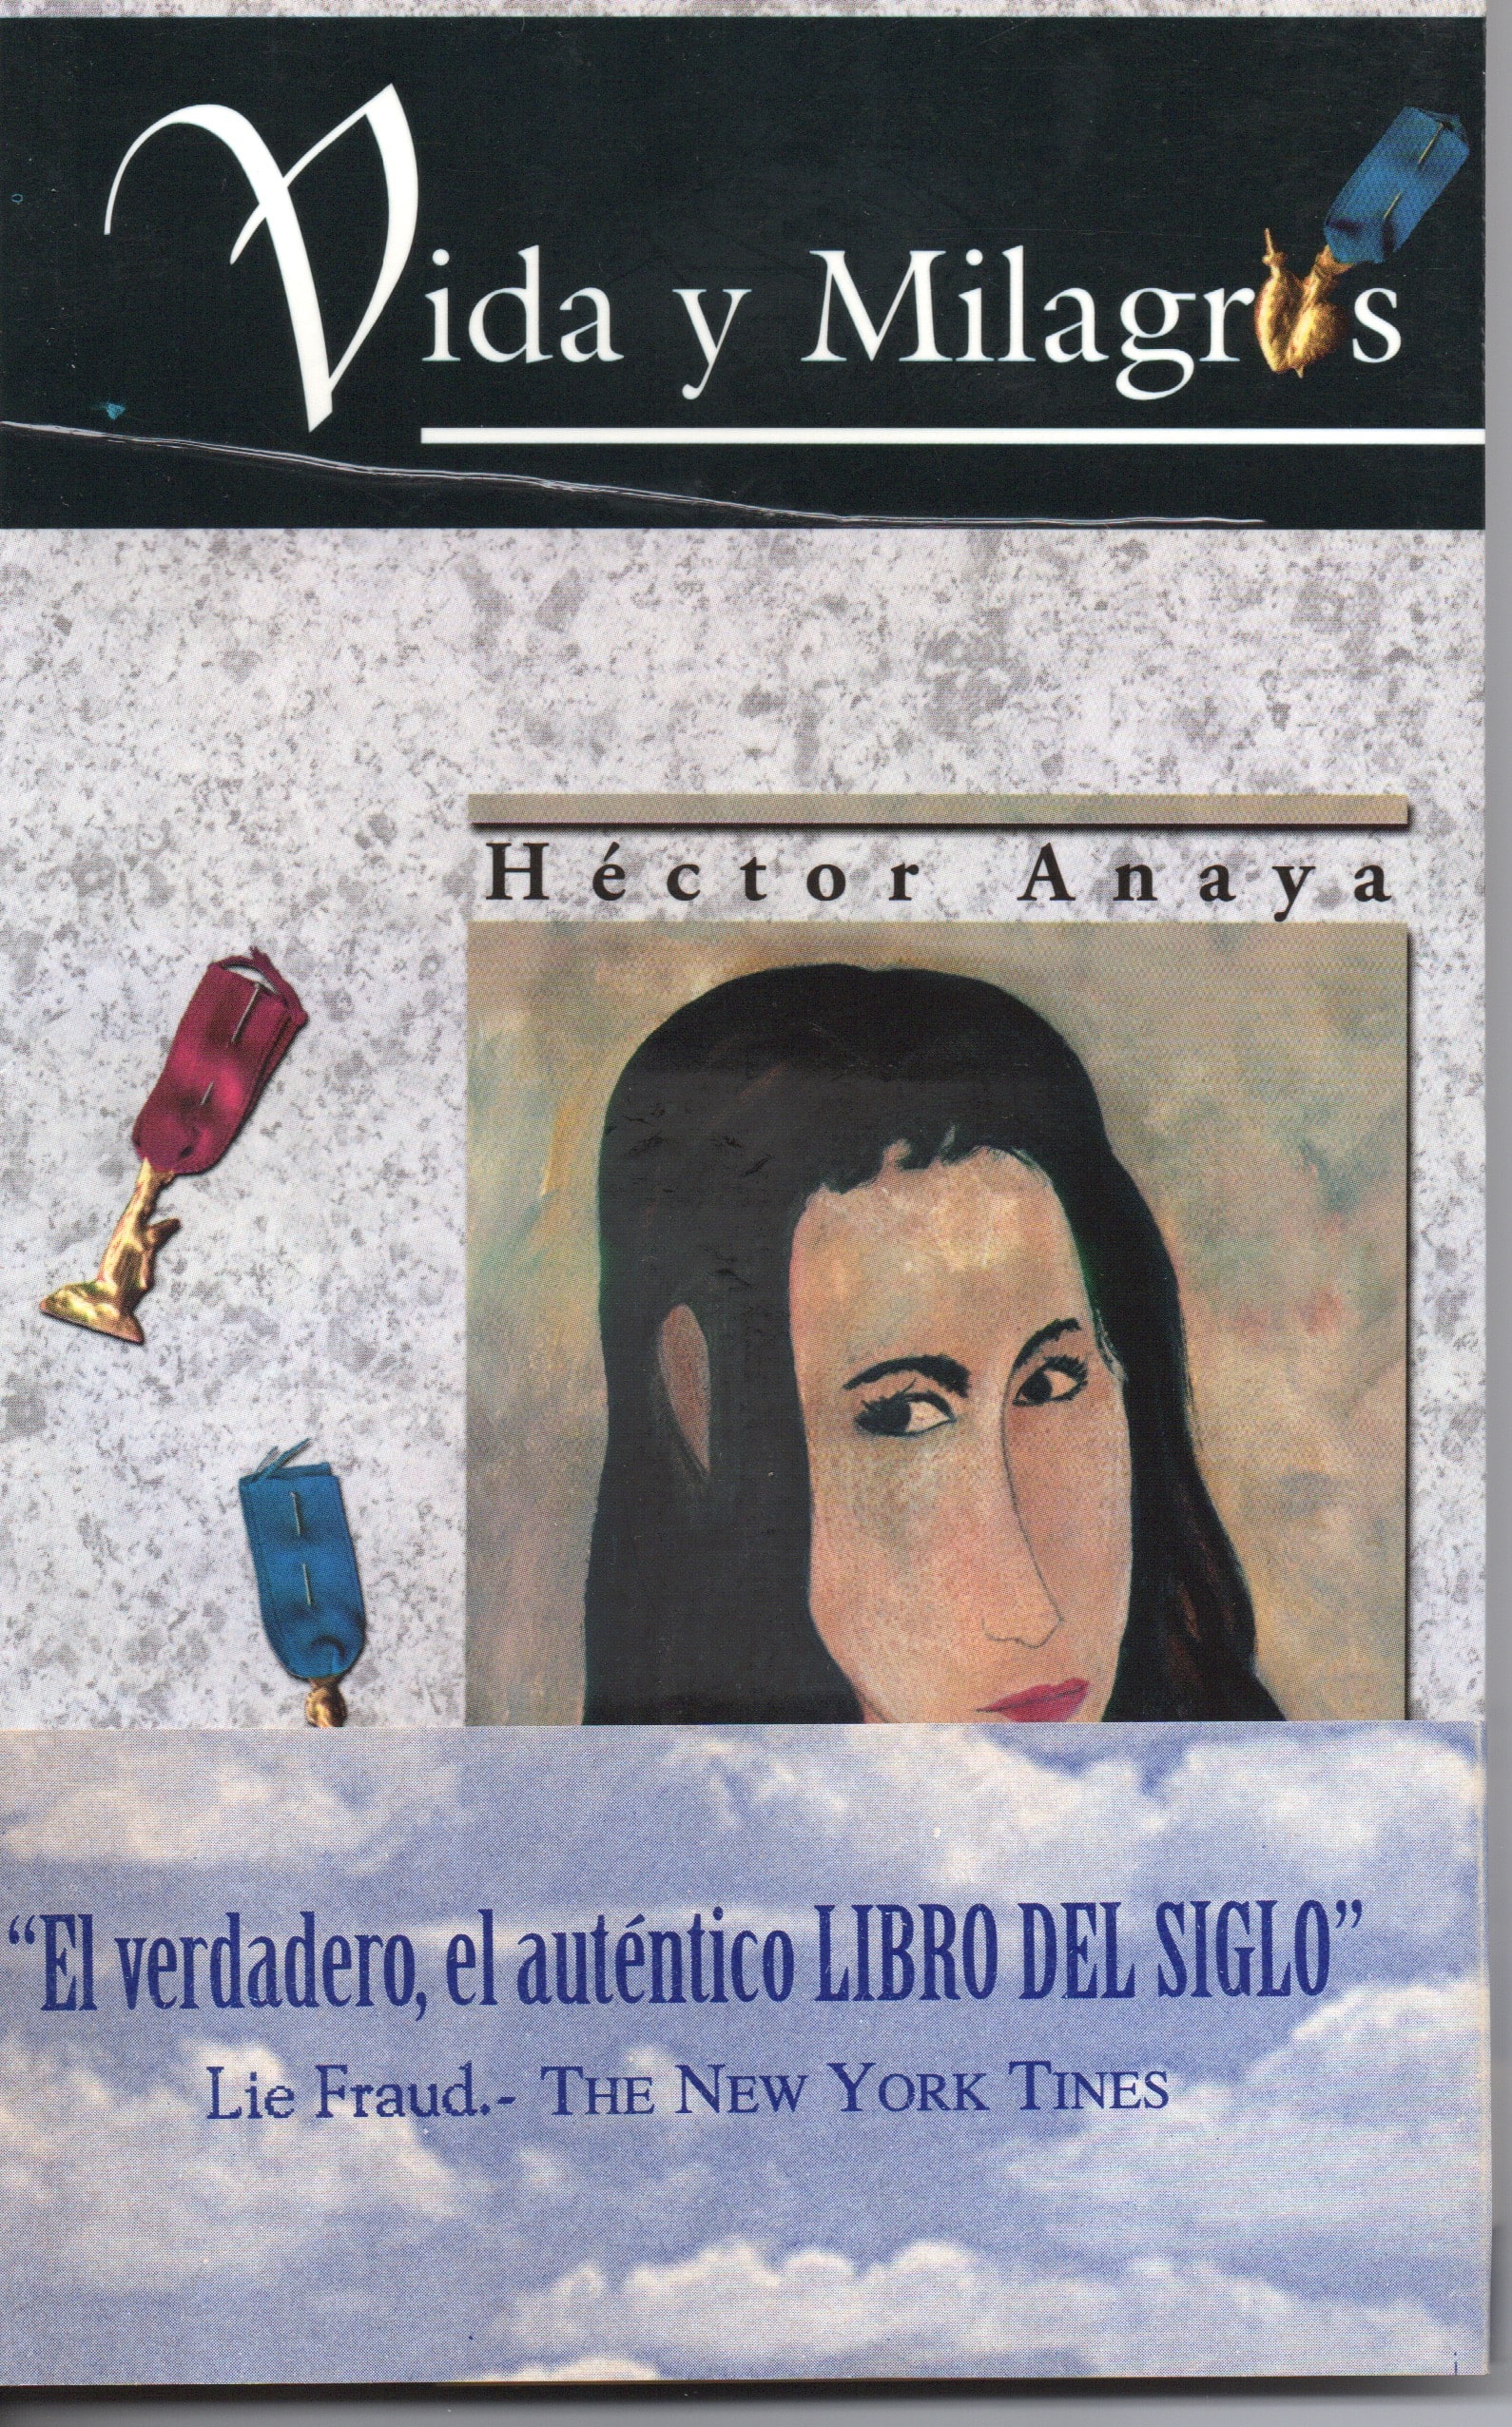 Vida y Milagros
Héctor Anaya
“El verdadero, el auténtico LIBRO DEL SIGLO”
Lie Fraud.- THE NEW YORK TINES